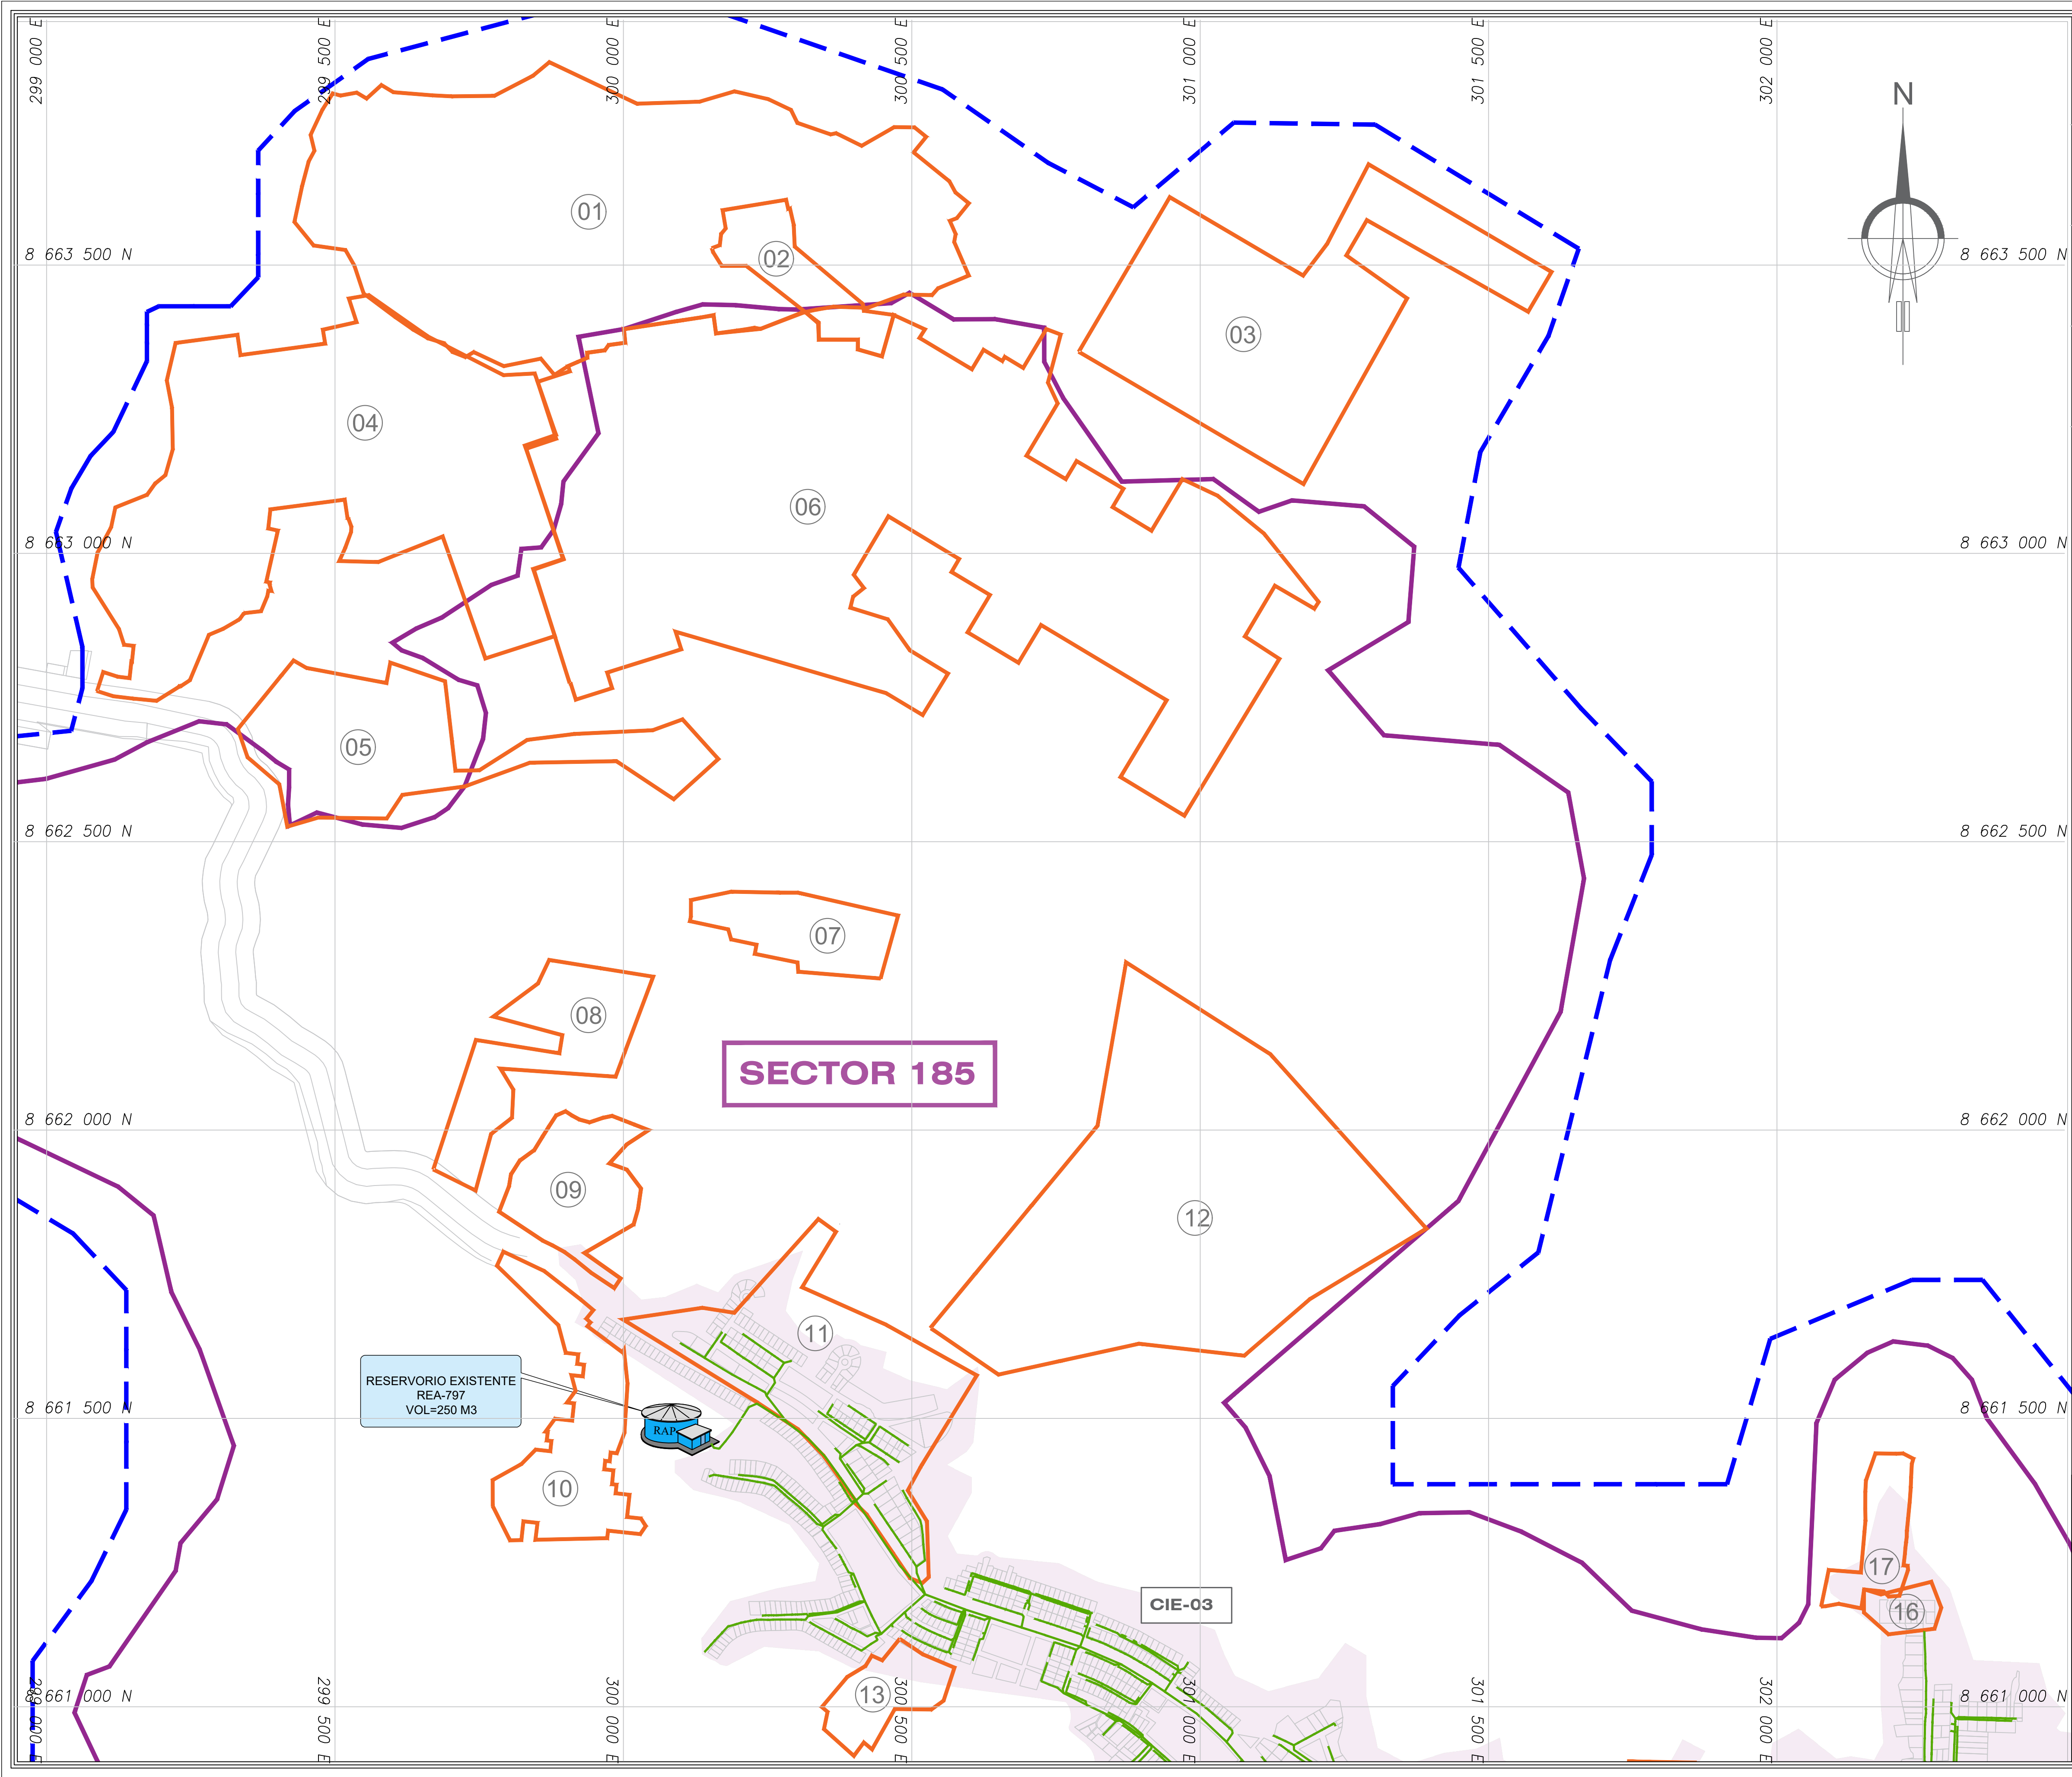 299 000 E
299 500 E
300 000 E
300 500 E
301 000 E
301 500 E
302 000 E
N
01
02
8 663 500 N
8 663 500 N
03
04
06
8 663 000 N
8 663 000 N
05
8 662 500 N
8 662 500 N
07
08
SECTOR 185
8 662 000 N
8 662 000 N
09
12
11
RESERVORIO EXISTENTE
REA-797
VOL=250 M3
RAP
8 661 500 N
8 661 500 N
10
17
CIE-03
16
13
8 661 000 N
8 661 000 N
299 000 E
299 500 E
300 000 E
300 500 E
301 000 E
301 500 E
302 000 E